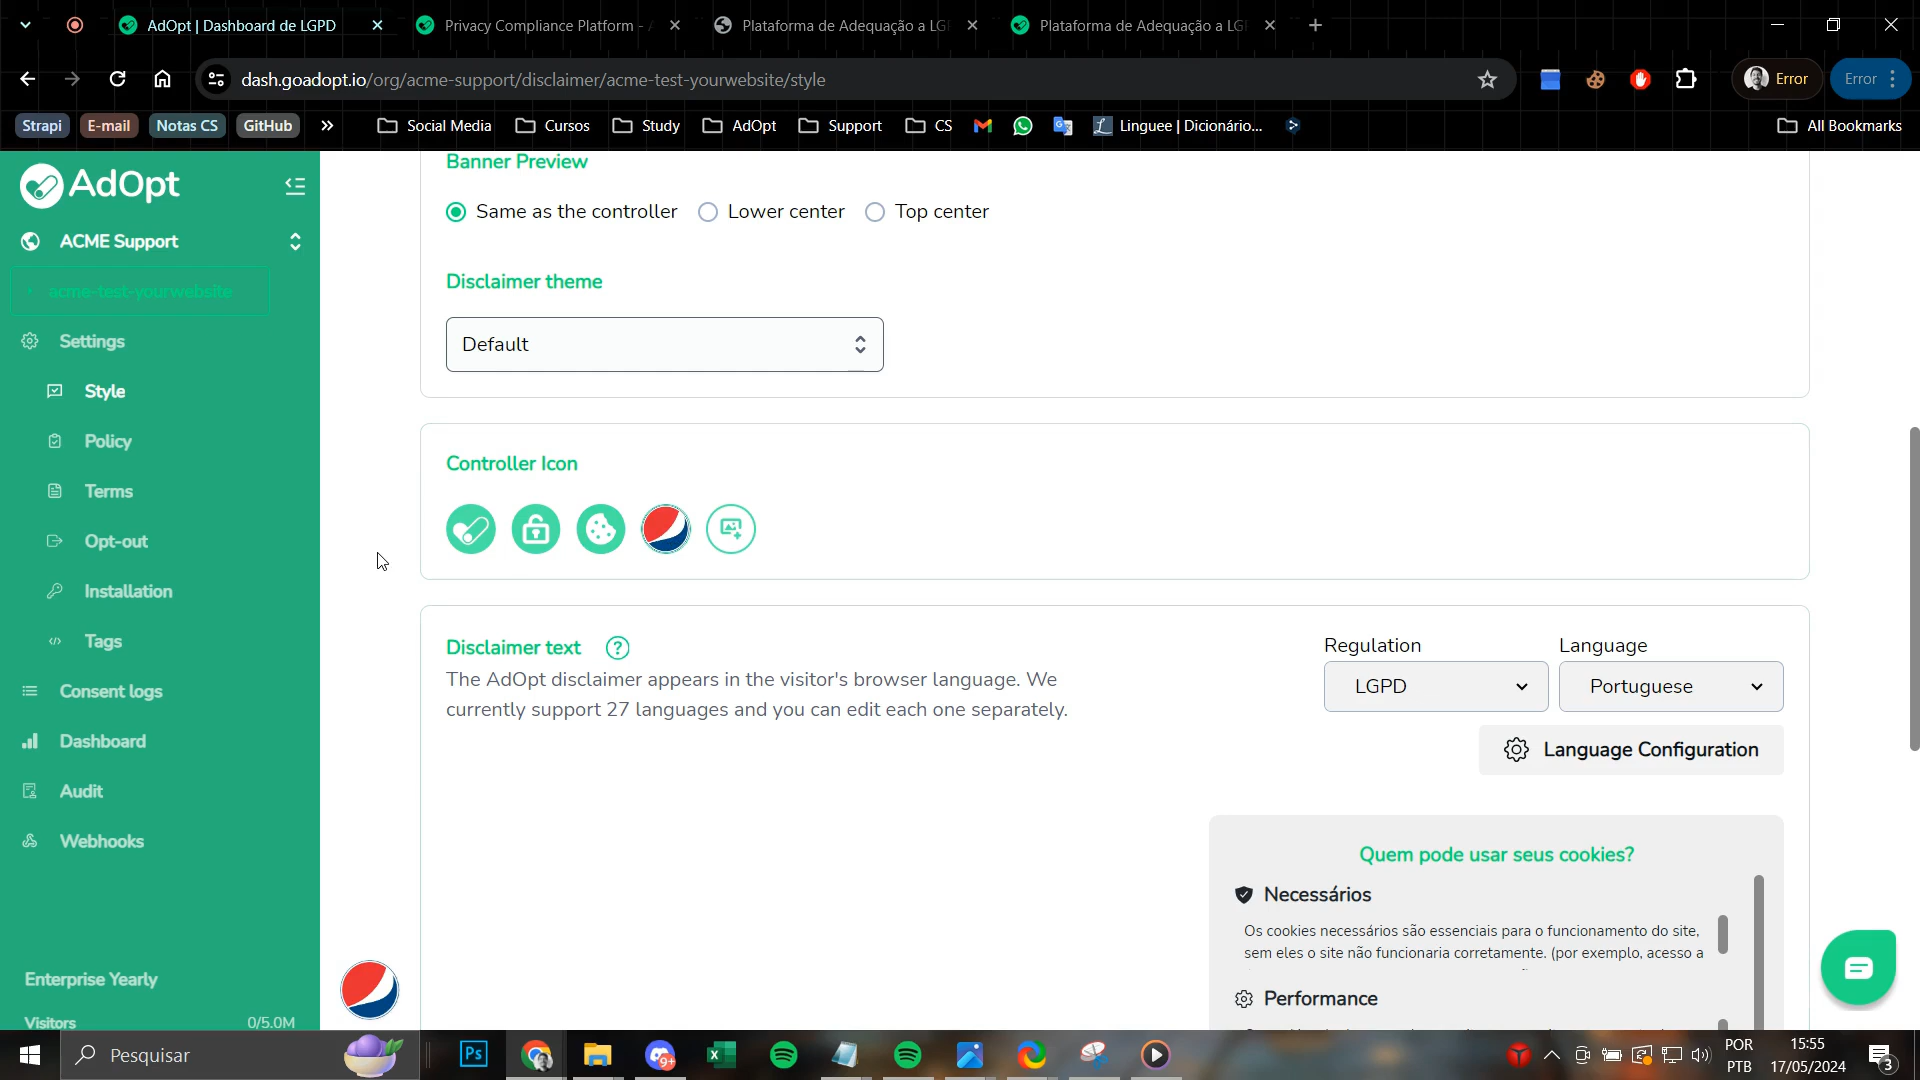 AdOpt | Dashboard de LGPD
Privacy Compliance Platform -
Plataforma de Adequação a LG
Plataforma de Adequação a LG
dash.goadopt.io/org/acme-support/disclaimer/acme-test-yourwebsite/style
Error
Error
Strapi
E-mail
Notas CS
GitHub
Social Media
Cursos
Study
AdOpt
Support
CS
Linguee | Dicionário...
All Bookmarks
AdOpt
ACME Support
acme-test-yourwebsite
Settings
Style
Policy
Terms
Opt-out
Installation
Tags
Consent logs
Dashboard
Audit
Webhooks
Enterprise Yearly
Visitors 0/5.0M
Banner Preview
Same as the controller
Lower center
Top center
Disclaimer theme
Default
Controller Icon
Disclaimer text ?
The AdOpt disclaimer appears in the visitor's browser language. We
currently support 27 languages and you can edit each one separately.
Regulation
Language
LGPD
Portuguese
Language Configuration
Quem pode usar seus cookies?
Necessários
Os cookies necessários são essenciais para o funcionamento do site,
sem eles o site não funcionaria corretamente. (por exemplo, acesso a
Performance
Pesquisar
Ps
9+
POR
PTB
15:55
17/05/2024
3